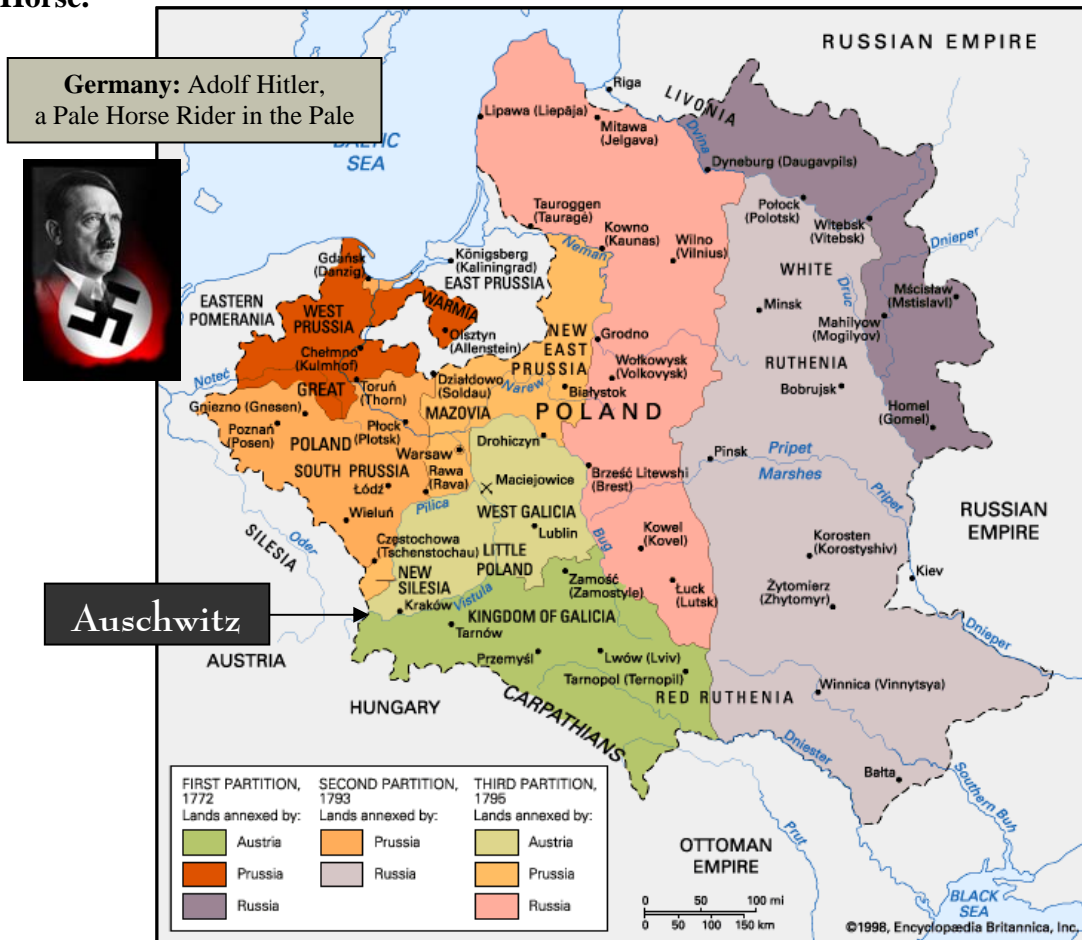 Horse.
Germany: Adolf Hitler,
a Pale Horse Rider in the Pale
RUSSIAN EMPIRE
BALTIC
SEA
Riga
LIVONIA
Lipawa (Liepāja)
Mitawa
(Jelgava)
Dvina
Dyneburg (Daugavpils)
Tauroggen
(Tauragė)
Połock
(Polotsk)
Witebsk
(Vitebsk)
Dnieper
Kowno
(Kaunas)
Wilno
(Vilnius)
Neman
Gdańsk
(Danzig)
Königsberg
(Kaliningrad)
EAST PRUSSIA
WHITE
Druc
Mścisław
(Mstislavl)
EASTERN
POMERANIA
WEST
PRUSSIA
WARMIA
Minsk
Mahilyow
(Mogilyov)
Olsztyn
(Allenstein)
NEW
EAST
PRUSSIA
Grodno
Chełmpo
(Kulmhof)
Wołkowysk
(Volkovysk)
RUTHENIA
Bobrujsk
Noteć
GREAT
Toruń
(Thorn)
Działdowo
(Soldau)
Narew
Białystok
Gniezno (Gnesen)
MAZOVIA
POLAND
Homel
(Gomel)
Poznań
(Posen)
Płock
(Plotsk)
POLAND
Drohiczyn
Warsaw
Pinsk
Pripet
Marshes
SOUTH PRUSSIA
Rawa
(Rava)
Brześć Litewshi
(Brest)
Łódź
Maciejowice
Pripet
Pilica
WEST GALICIA
Wieluń
Lublin
Bug
Kowel
(Kovel)
RUSSIAN
EMPIRE
SILESIA
Oder
Częstochowa
(Tschenstochau)
LITTLE
POLAND
Korosten
(Korostyshiv)
NEW
SILESIA
Zamość
(Zamostyle)
Kiev
Kraków
Vistula
Łuck
(Lutsk)
Żytomierz
(Zhytomyr)
Auschwitz
KINGDOM OF GALICIA
Tarnów
Dnieper
AUSTRIA
Przemyśl
Lwów (Lviv)
Tarnopol (Ternopil)
RED RUTHENIA
Winnica (Vinnytsya)
HUNGARY
CARPATHIANS
Dniester
Bałta
Southern Buh
Prut
OTTOMAN
EMPIRE
BLACK
SEA
FIRST PARTITION,
1772
Lands annexed by:
Austria
Prussia
Russia
SECOND PARTITION,
1793
Lands annexed by:
Prussia
Russia
THIRD PARTITION,
1795
Lands annexed by:
Austria
Prussia
Russia
0 50 100 mi
0 50 100 150 km
©1998, Encyclopædia Britannica, Inc.